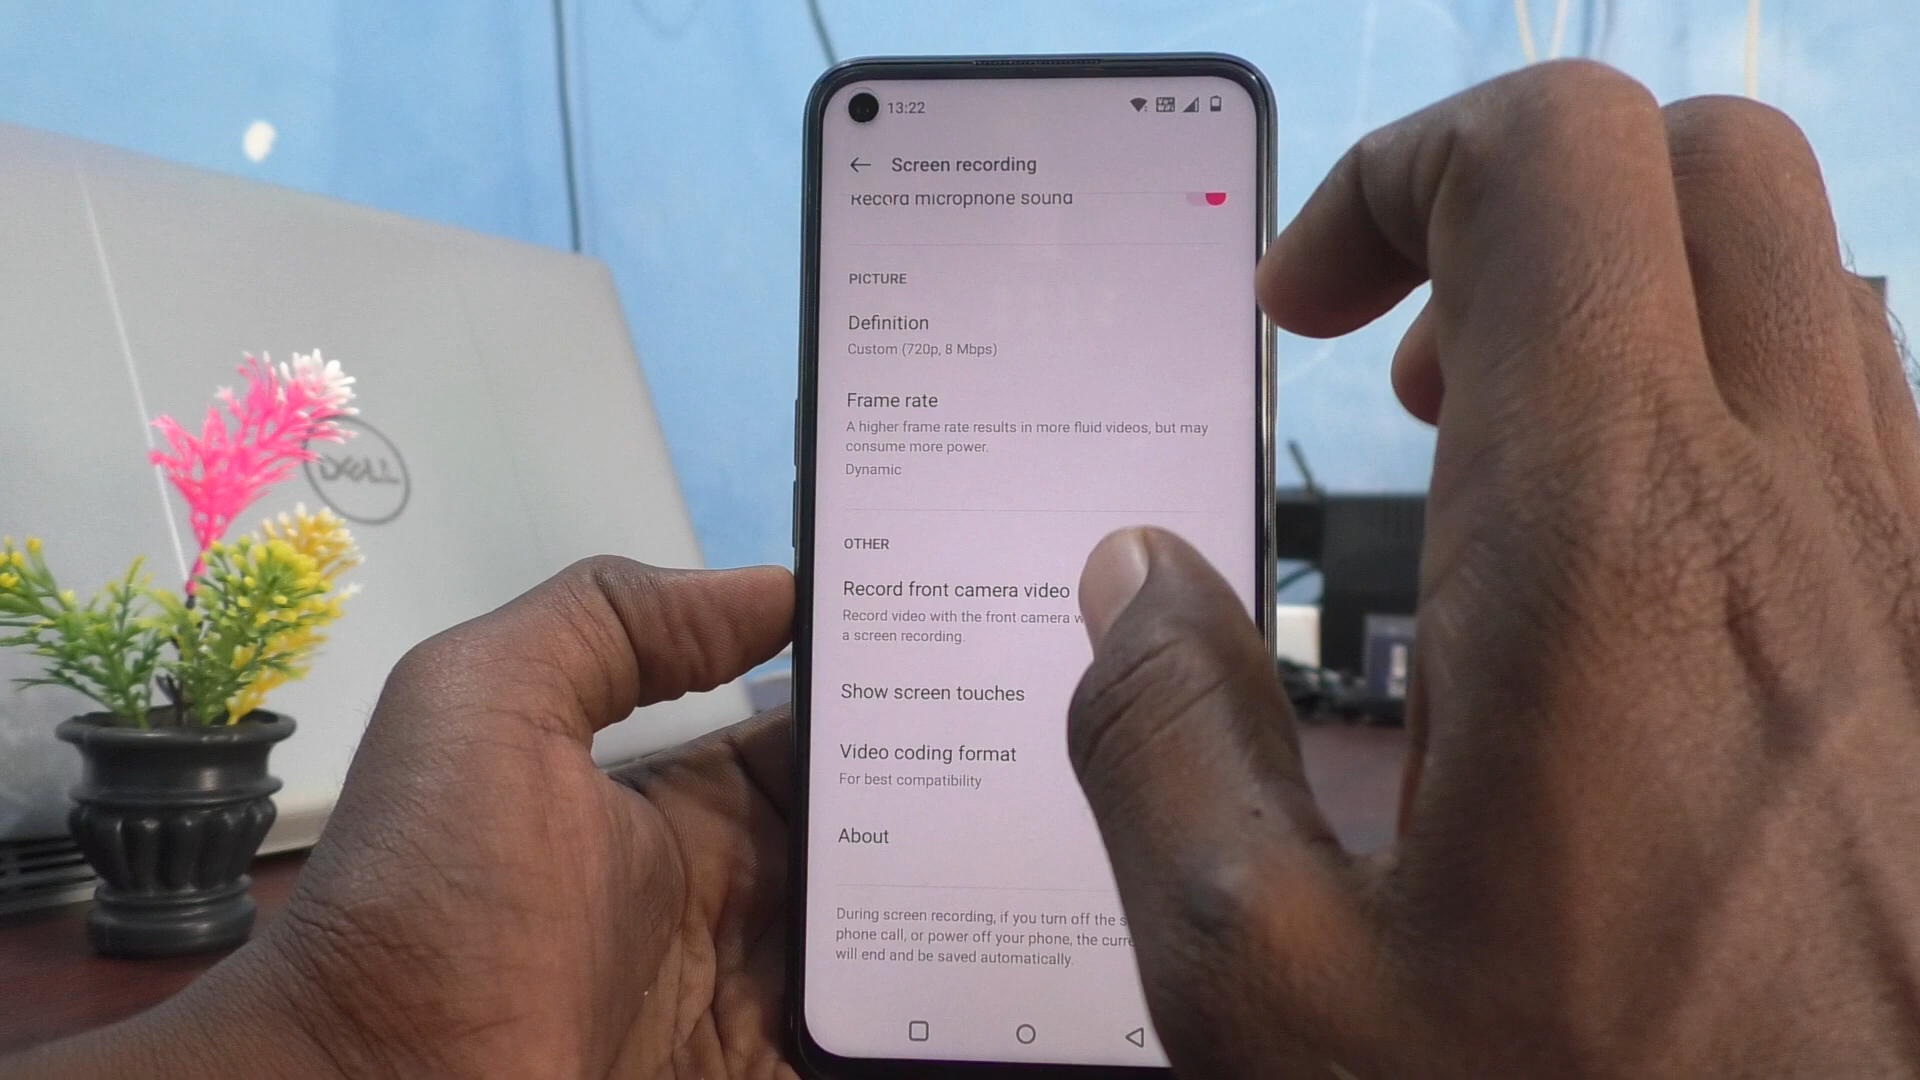 13:22
Screen recording
Record microphone sound
PICTURE
Definition
Custom (720p, 8 Mbps)
Frame rate
A higher frame rate results in more fluid videos, but may
consume more power.
Dynamic
OTHER
Record front camera video
Record video with the front camera
a screen recording.
Show screen touches
Video coding format
For best compatibility
About
During screen recording, if you turn off the
phone call, or power off your phone, the
will end and be saved automatically.
DELL